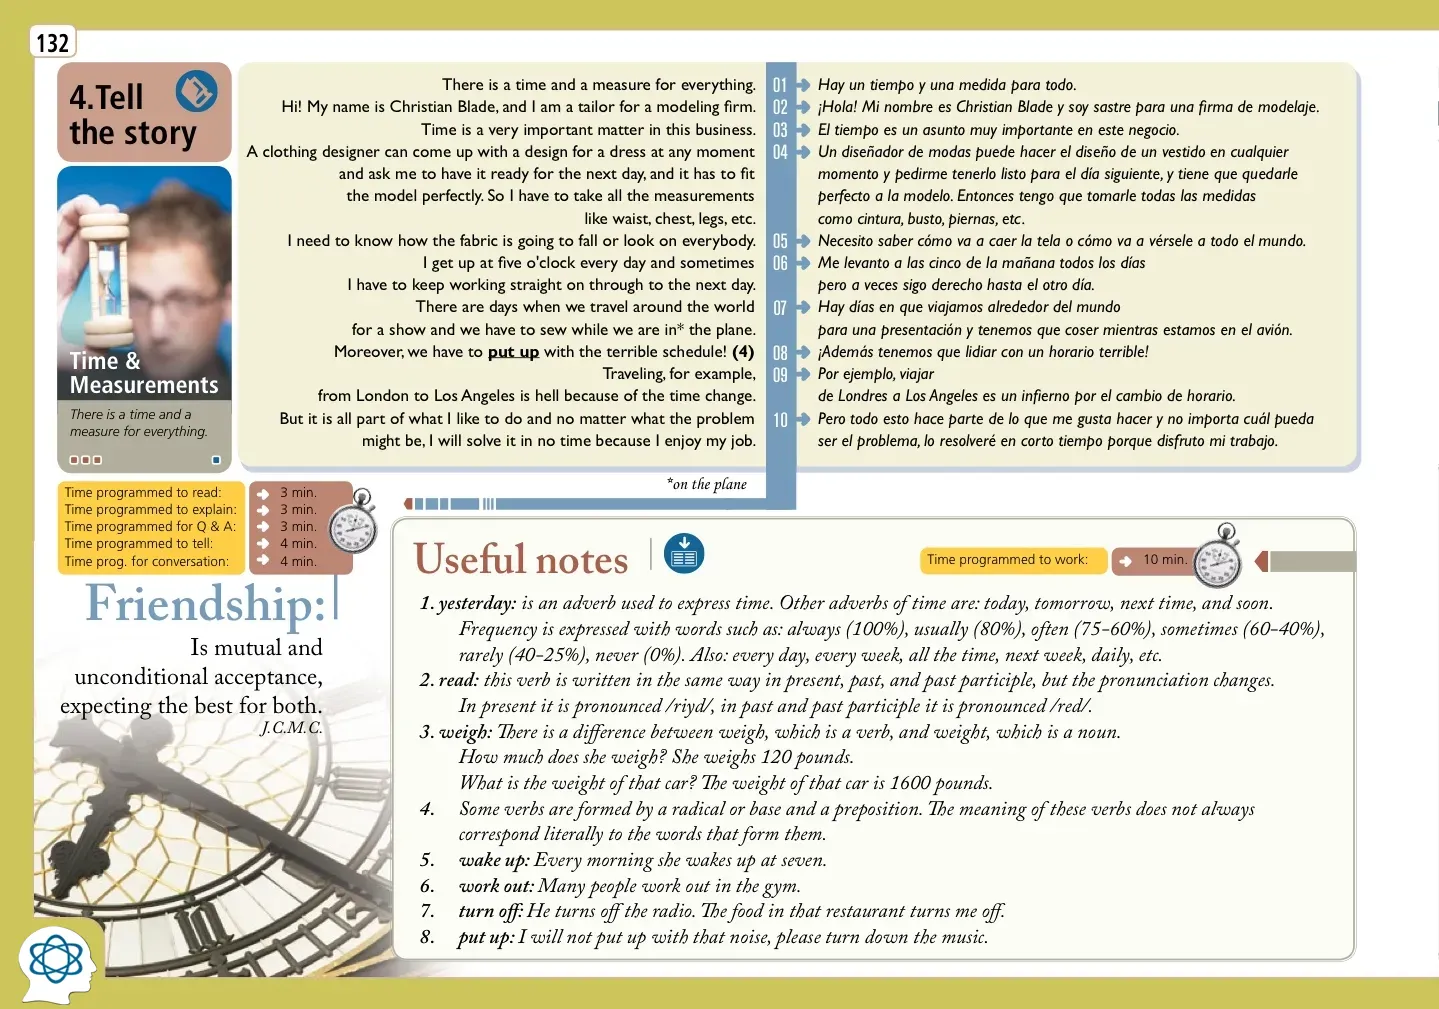 132
4.Tell
the story
Time &
Measurements
There is a time and a
measure for everything.
There is a time and a measure for everything.
Hi! My name is Christian Blade, and I am a tailor for a modeling firm.
Time is a very important matter in this business.
A clothing designer can come up with a design for a dress at any moment
and ask me to have it ready for the next day, and it has to fit
the model perfectly. So I have to take all the measurements
like waist, chest, legs, etc.
I need to know how the fabric is going to fall or look on everybody.
I get up at five o'clock every day and sometimes
I have to keep working straight on through to the next day.
There are days when we travel around the world
for a show and we have to sew while we are in* the plane.
Moreover, we have to put up with the terrible schedule! (4)
Traveling, for example,
from London to Los Angeles is hell because of the time change.
But it is all part of what I like to do and no matter what the problem
might be, I will solve it in no time because I enjoy my job.
01 Hay un tiempo y una medida para todo.
02 ¡Hola! Mi nombre es Christian Blade y soy sastre para una firma de modelaje.
03 El tiempo es un asunto muy importante en este negocio.
04 Un diseñador de modas puede hacer el diseño de un vestido en cualquier
momento y pedirme tenerlo listo para el día siguiente, y tiene que quedarle
perfecto a la modelo. Entonces tengo que tomarle todas las medidas
como cintura, busto, piernas, etc.
05 Necesito saber cómo va a caer la tela o cómo va a vérsele a todo el mundo.
06 Me levanto a las cinco de la mañana todos los días
pero a veces sigo derecho hasta el otro día.
07 Hay días en que viajamos alrededor del mundo
para una presentación y tenemos que coser mientras estamos en el avión.
08 ¡Además tenemos que lidiar con un horario terrible!
09 Por ejemplo, viajar
de Londres a Los Angeles es un infierno por el cambio de horario.
10 Pero todo esto hace parte de lo que me gusta hacer y no importa cuál pueda
ser el problema, lo resolveré en corto tiempo porque disfruto mi trabajo.
*on the plane
Time programmed to read: 3 min.
Time programmed to explain: 3 min.
Time programmed for Q & A: 3 min.
Time programmed to tell: 4 min.
Time prog. for conversation: 4 min.
Friendship:
Is mutual and
unconditional acceptance,
expecting the best for both.
J.C.M.C.
Useful notes
Time programmed to work: 10 min.
1. yesterday: is an adverb used to express time. Other adverbs of time are: today, tomorrow, next time, and soon.
Frequency is expressed with words such as: always (100%), usually (80%), often (75-60%), sometimes (60-40%),
rarely (40-25%), never (0%). Also: every day, every week, all the time, next week, daily, etc.
2. read: this verb is written in the same way in present, past, and past participle, but the pronunciation changes.
In present it is pronounced /riyd/, in past and past participle it is pronounced /red/.
3. weigh: There is a difference between weigh, which is a verb, and weight, which is a noun.
How much does she weigh? She weighs 120 pounds.
What is the weight of that car? The weight of that car is 1600 pounds.
4. Some verbs are formed by a radical or base and a preposition. The meaning of these verbs does not always
correspond literally to the words that form them.
5. wake up: Every morning she wakes up at seven.
6. work out: Many people work out in the gym.
7. turn off: He turns off the radio. The food in that restaurant turns me off.
8. put up: I will not put up with that noise, please turn down the music.